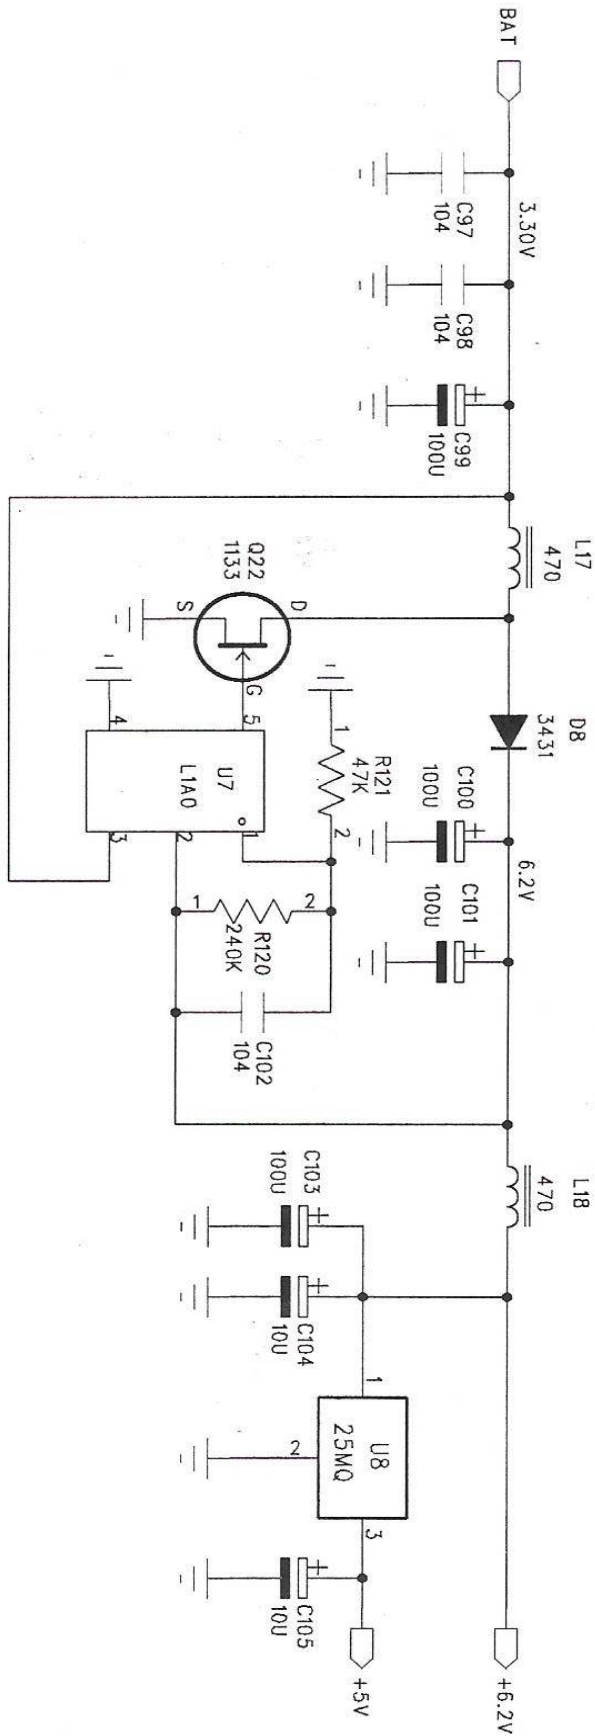 BAT
3.30V
C97
104
C98
104
C99
100U
L17
470
D8
3431
C100
100U
6.2V
C101
100U
L18
470
+6.2V
Q22
1133
D
S
G
R121
47K
1
2
U7
L1A0
5
4
1
2
3
R120
240K
1
2
C102
104
C103
100U
C104
10U
U8
25MQ
1
2
3
C105
10U
+5V